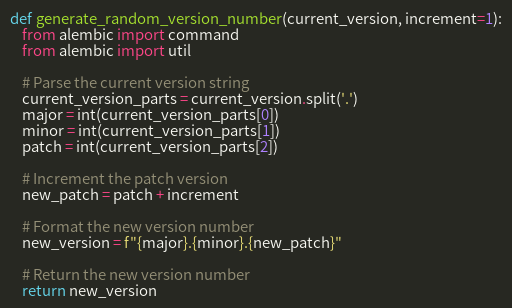 def generate_random_version_number(current_version, increment=1):
from alembic import command
from alembic import util
# Parse the current version string
current_version_parts = current_version.split('.')
major = int(current_version_parts[0])
minor = int(current_version_parts[1])
patch = int(current_version_parts[2])
# Increment the patch version
new_patch = patch + increment
# Format the new version number
new_version = f"{major}.{minor}.{new_patch}"
# Return the new version number
return new_version